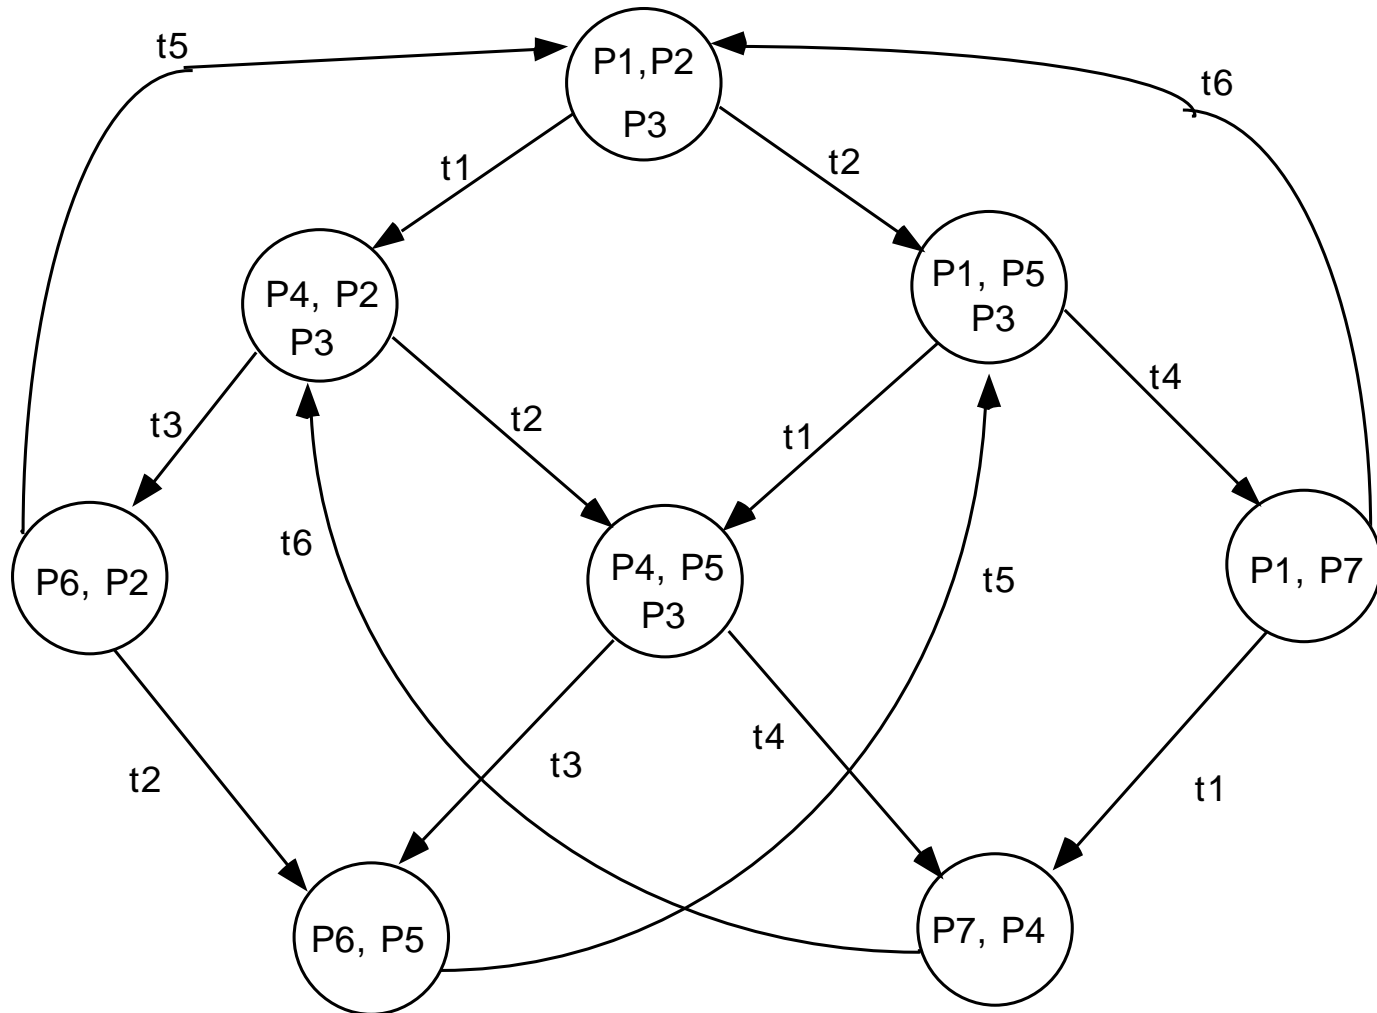 t5
P1,P2
P3
t6
t1
t2
P4, P2
P3
P1, P5
P3
t3
t2
t1
t4
t6
P4, P5
P3
t5
P6, P2
P1, P7
t2
t3
t4
t1
P6, P5
P7, P4